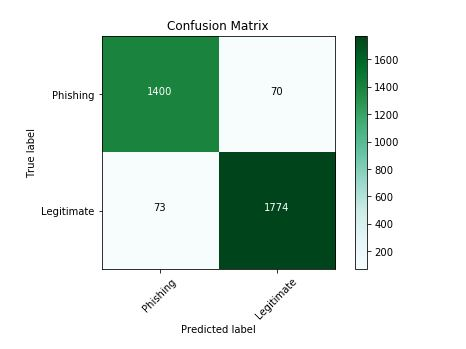 Confusion Matrix
True label
Phishing
Legitimate
1400
70
73
1774
1600
1400
1200
1000
800
600
400
200
Phishing
Legitimate
Predicted label